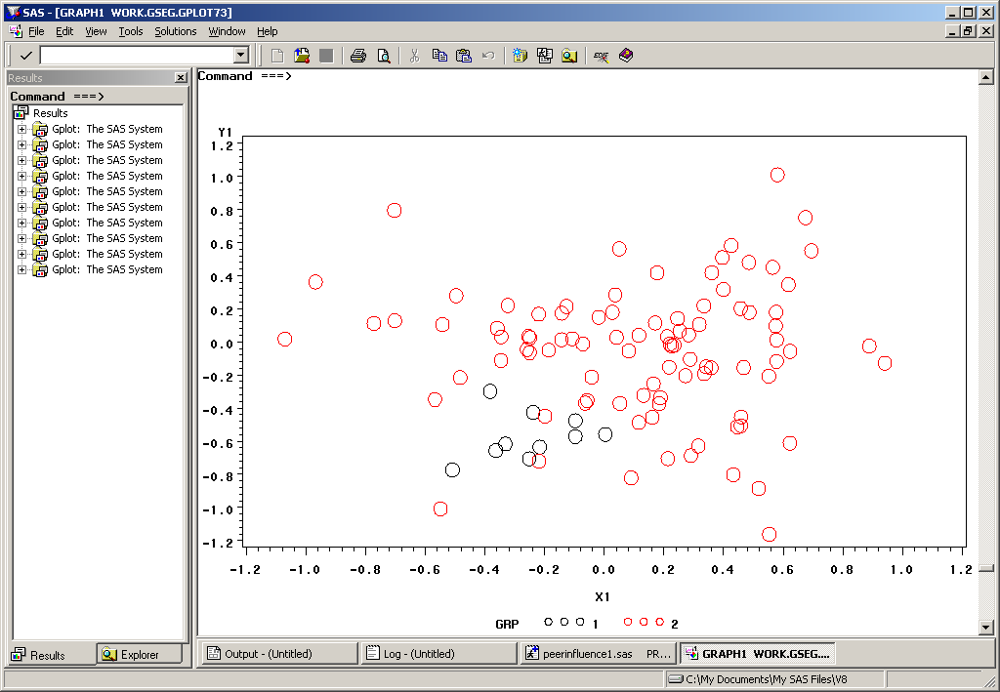 SAS - [GRAPH1 WORK.GSEG.GPLOT73]
File Edit View Tools Solutions Window Help
Results
Command ===>
Results
Gplot: The SAS System
Gplot: The SAS System
Gplot: The SAS System
Gplot: The SAS System
Gplot: The SAS System
Gplot: The SAS System
Gplot: The SAS System
Gplot: The SAS System
Gplot: The SAS System
Gplot: The SAS System
Results Explorer
Command ===>
Y1
1.2
1.0
0.8
0.6
0.4
0.2
0.0
-0.2
-0.4
-0.6
-0.8
-1.0
-1.2
-1.2 -1.0 -0.8 -0.6 -0.4 -0.2 0.0 0.2 0.4 0.6 0.8 1.0 1.2
X1
GRP 1 2
Output - (Untitled) Log - (Untitled) peerinfluence1.sas PR... GRAPH1 WORK.GSEG....
C:\My Documents\My SAS Files\V8